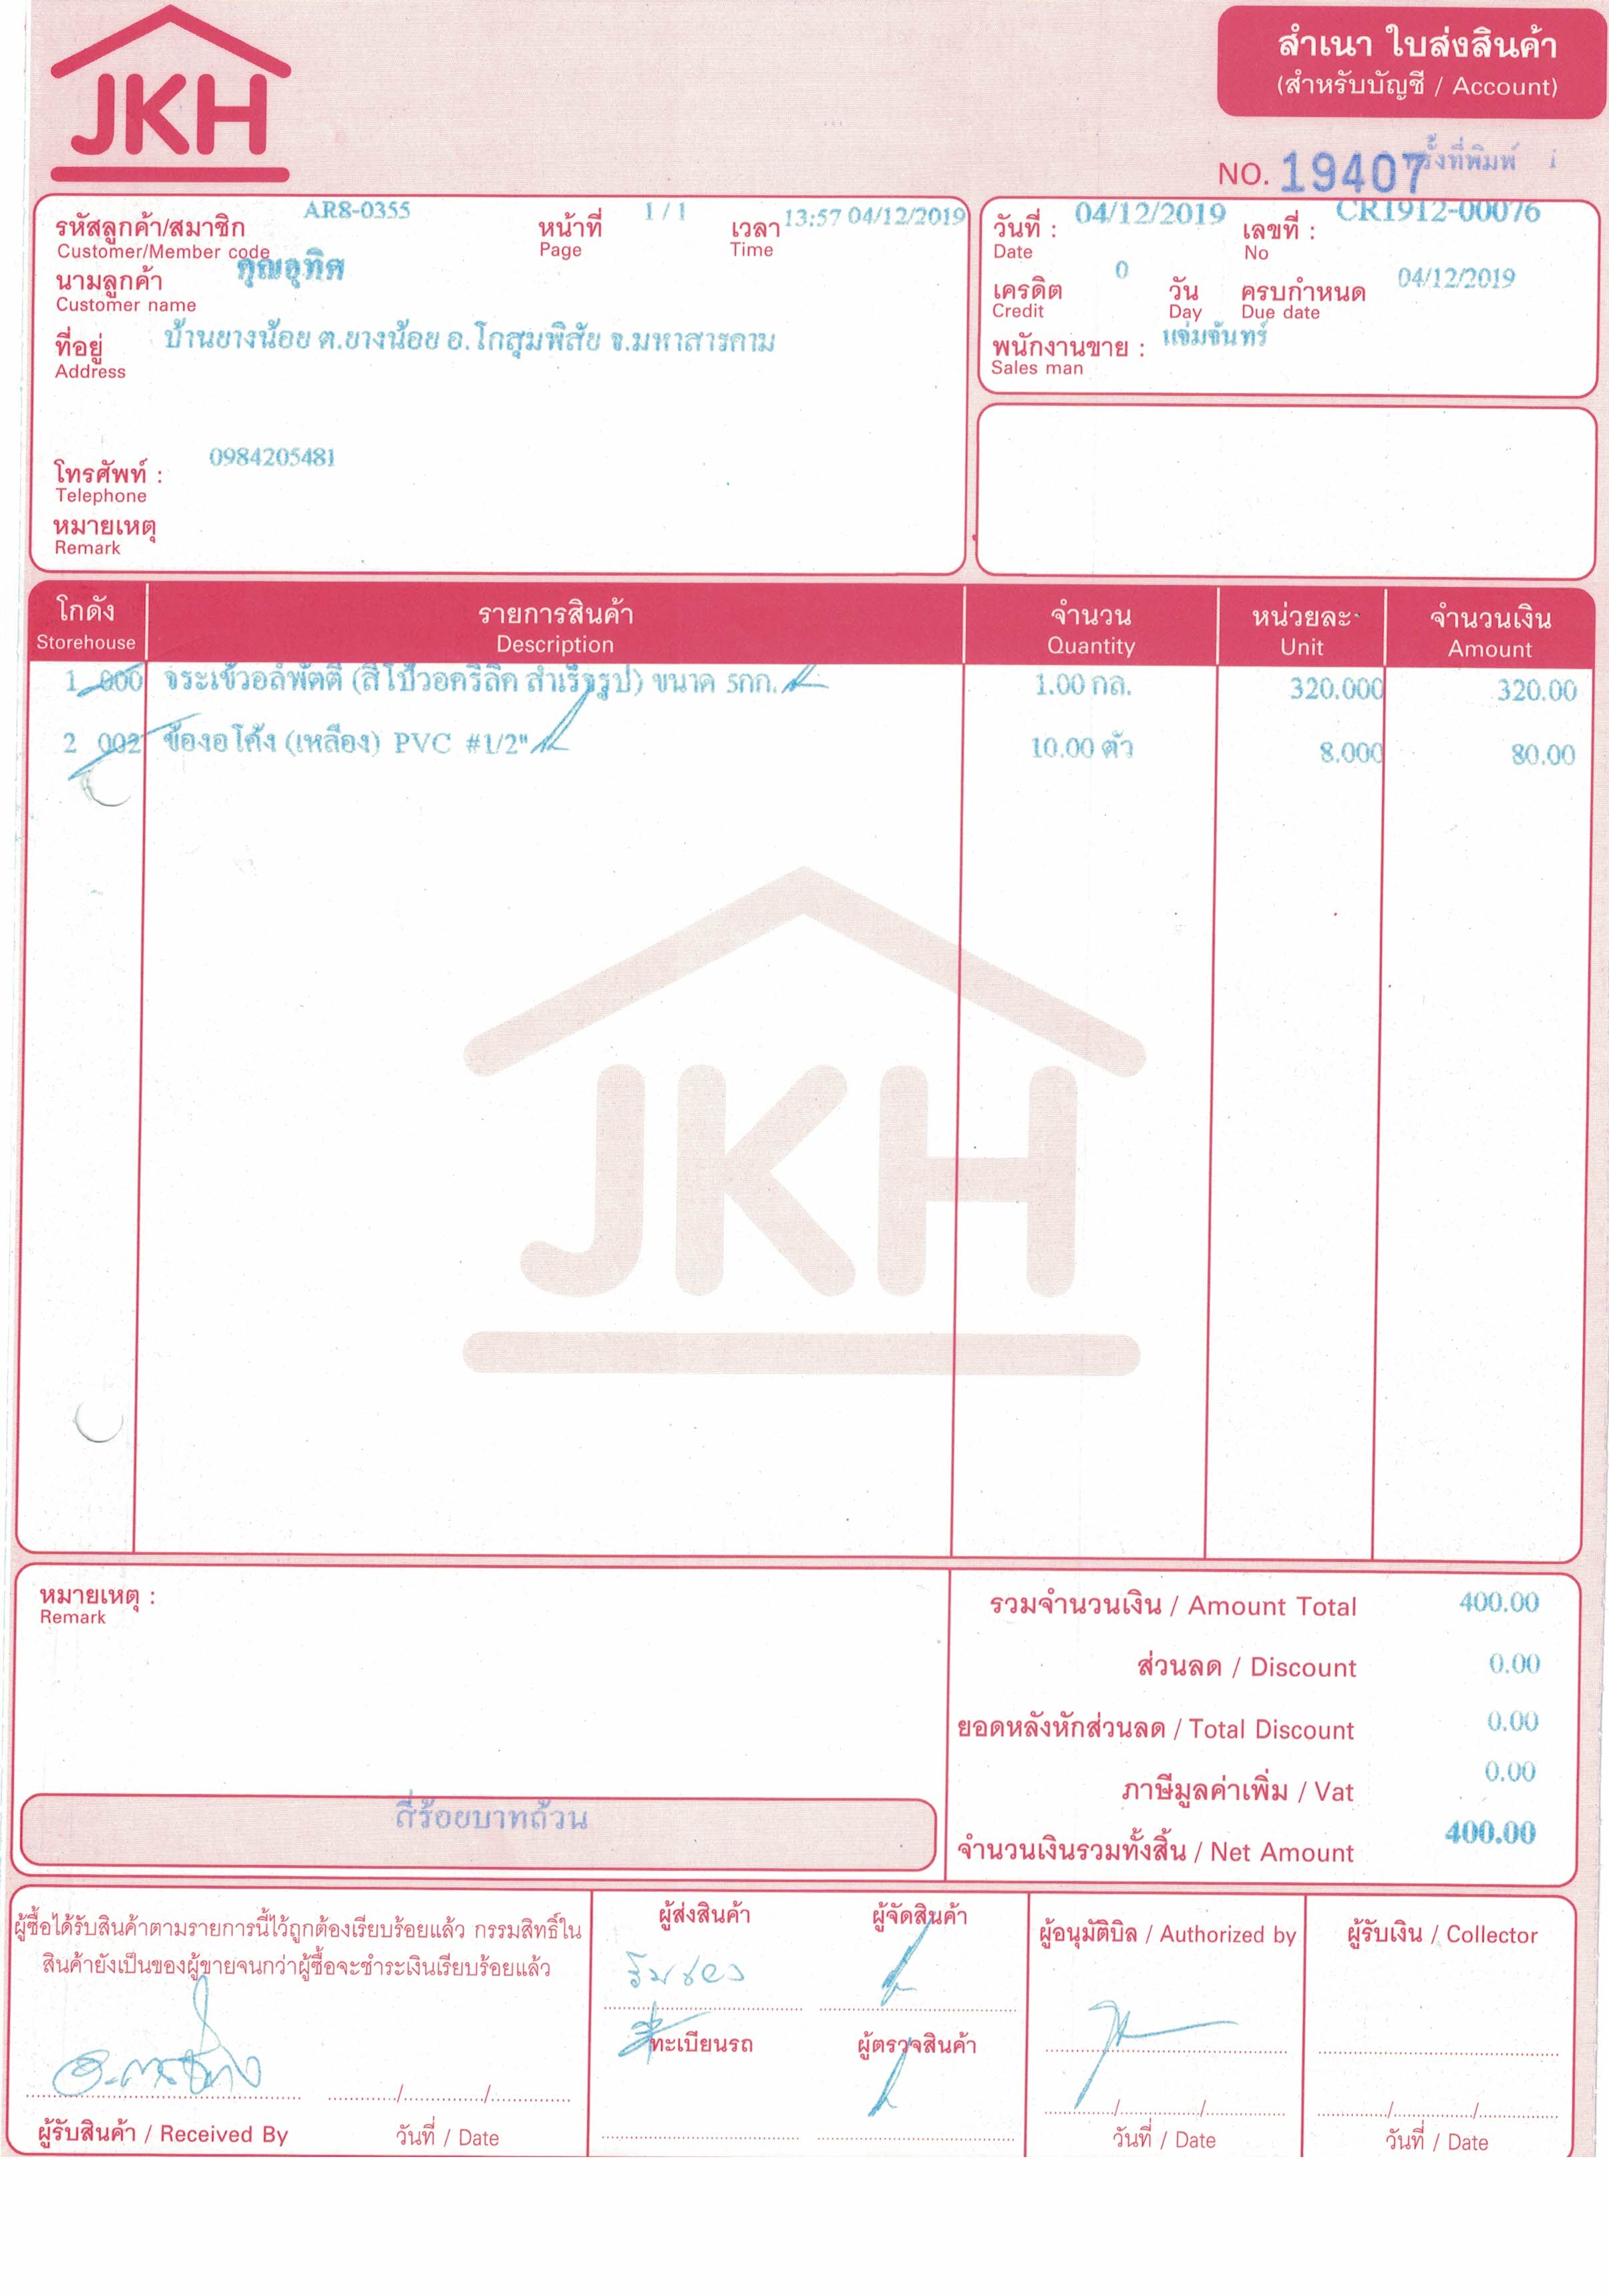 JKH
สำเนา ใบส่งสินค้า
(สำหรับบัญชี / Account)
NO. 19407 ครั้งที่พิมพ์ 1
รหัสลูกค้า/สมาชิก AR8-0355 หน้าที่ 1 / 1 เวลา 13:57 04/12/2019
Customer/Member code Page Time
นามลูกค้า คุณอุทิศ
Customer name
ที่อยู่ บ้านยางน้อย ต.ยางน้อย อ.โกสุมพิสัย จ.มหาสารคาม
Address
โทรศัพท์ : 0984205481
Telephone
หมายเหตุ
Remark
วันที่ : 04/12/2019 เลขที่ : CR1912-00076
Date No
เครดิต 0 วัน ครบกำหนด 04/12/2019
Credit Day Due date
พนักงานขาย : แจ่มจันทร์
Sales man
โกดัง รายการสินค้า จำนวน หน่วยละ จำนวนเงิน
Storehouse Description Quantity Unit Amount
1 000 จระเข้วอลพัตตี้ (สีโป๊วอครีลิค สำเร็จรูป) ขนาด 5กก. 1.00 กล. 320.000 320.00
2 002 ข้องอโค้ง (เหลือง) PVC #1/2" 10.00 ตัว 8.000 80.00
JKH
หมายเหตุ :
Remark
สี่ร้อยบาทถ้วน
รวมจำนวนเงิน / Amount Total 400.00
ส่วนลด / Discount 0.00
ยอดหลังหักส่วนลด / Total Discount 0.00
ภาษีมูลค่าเพิ่ม / Vat 0.00
จำนวนเงินรวมทั้งสิ้น / Net Amount 400.00
ผู้ซื้อได้รับสินค้าตามรายการนี้ไว้ถูกต้องเรียบร้อยแล้ว กรรมสิทธิ์ใน
สินค้ายังเป็นของผู้ขายจนกว่าผู้ซื้อจะชำระเงินเรียบร้อยแล้ว
ผู้รับสินค้า / Received By วันที่ / Date
ผู้ส่งสินค้า ผู้จัดสินค้า
ทะเบียนรถ ผู้ตรวจสินค้า
ผู้อนุมัติบิล / Authorized by
วันที่ / Date
ผู้รับเงิน / Collector
วันที่ / Date